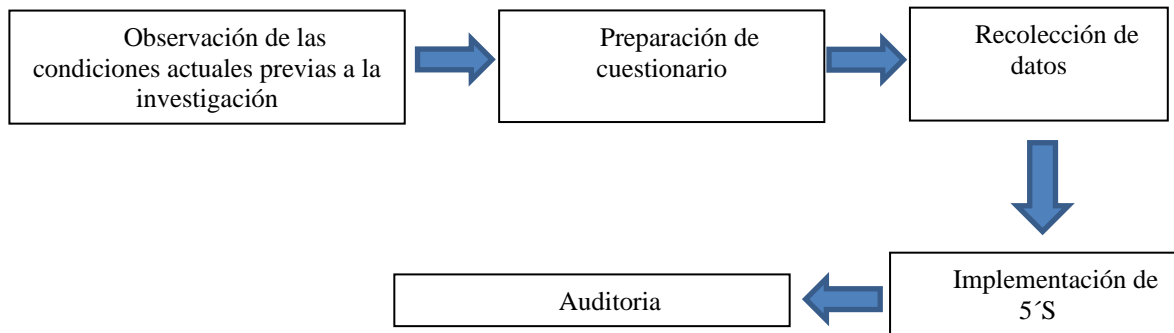 Observación de las
condiciones actuales previas a la
investigación
Preparación de
cuestionario
Recolección de
datos
Implementación de
5´S
Auditoria